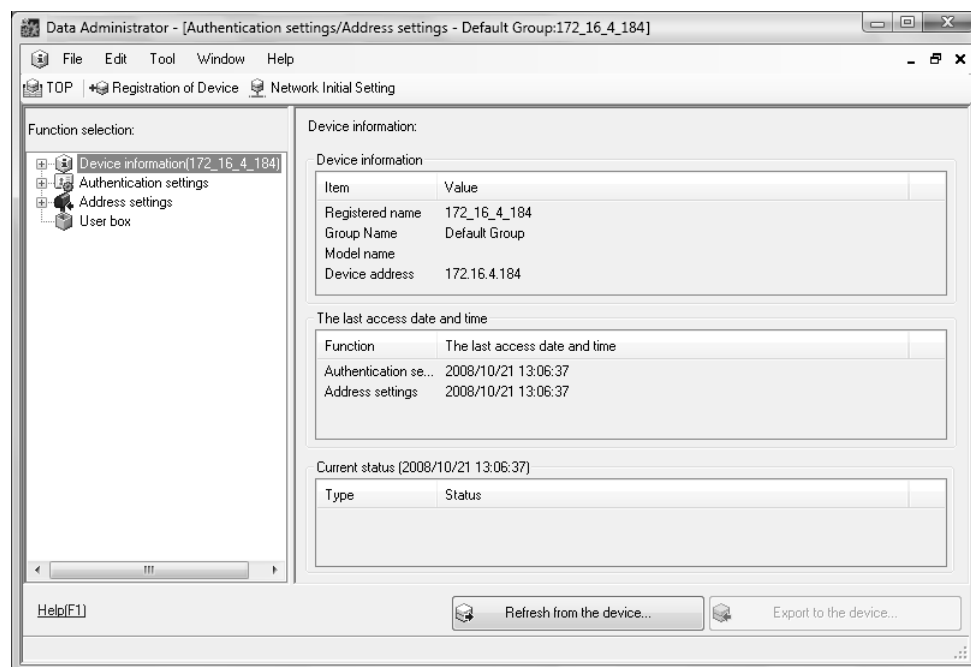 Data Administrator - [Authentication settings/Address settings - Default Group:172_16_4_184]
File Edit Tool Window Help
TOP Registration of Device Network Initial Setting
Function selection:
Device information(172_16_4_184)
Authentication settings
Address settings
User box
Device information:
Device information
Item Value
Registered name 172_16_4_184
Group Name Default Group
Model name
Device address 172.16.4.184
The last access date and time
Function The last access date and time
Authentication se... 2008/10/21 13:06:37
Address settings 2008/10/21 13:06:37
Current status (2008/10/21 13:06:37)
Type Status
Help(F1)
Refresh from the device...
Export to the device...